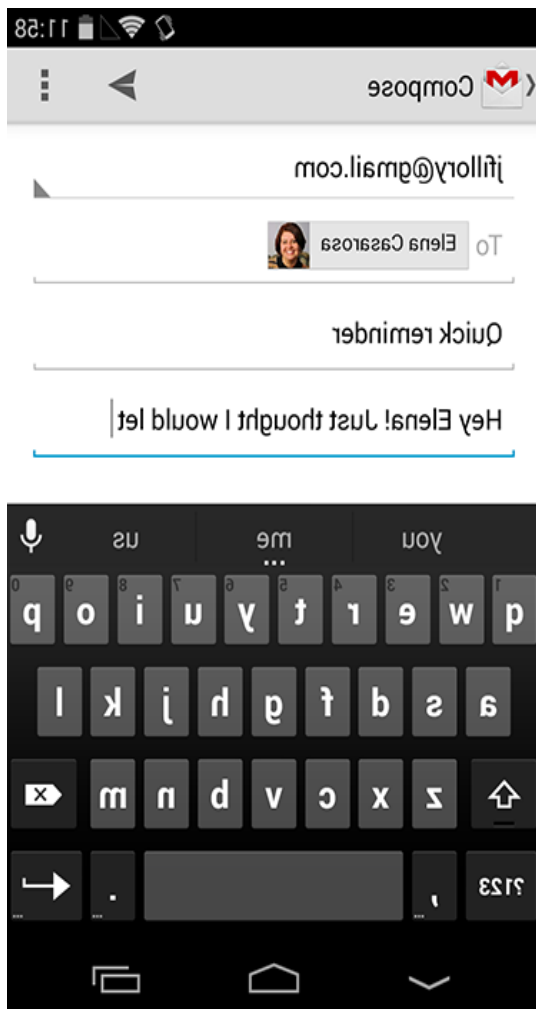 11:58
Compose
jfillory@gmail.com
To Elena Casarosa
Quick reminder
Hey Elena! Just thought I would let
you me us
1 2 3 4 5 6 7 8 9 0
q w e r t y u i o p
a s d f g h j k l
z x c v b n m
?123 , .